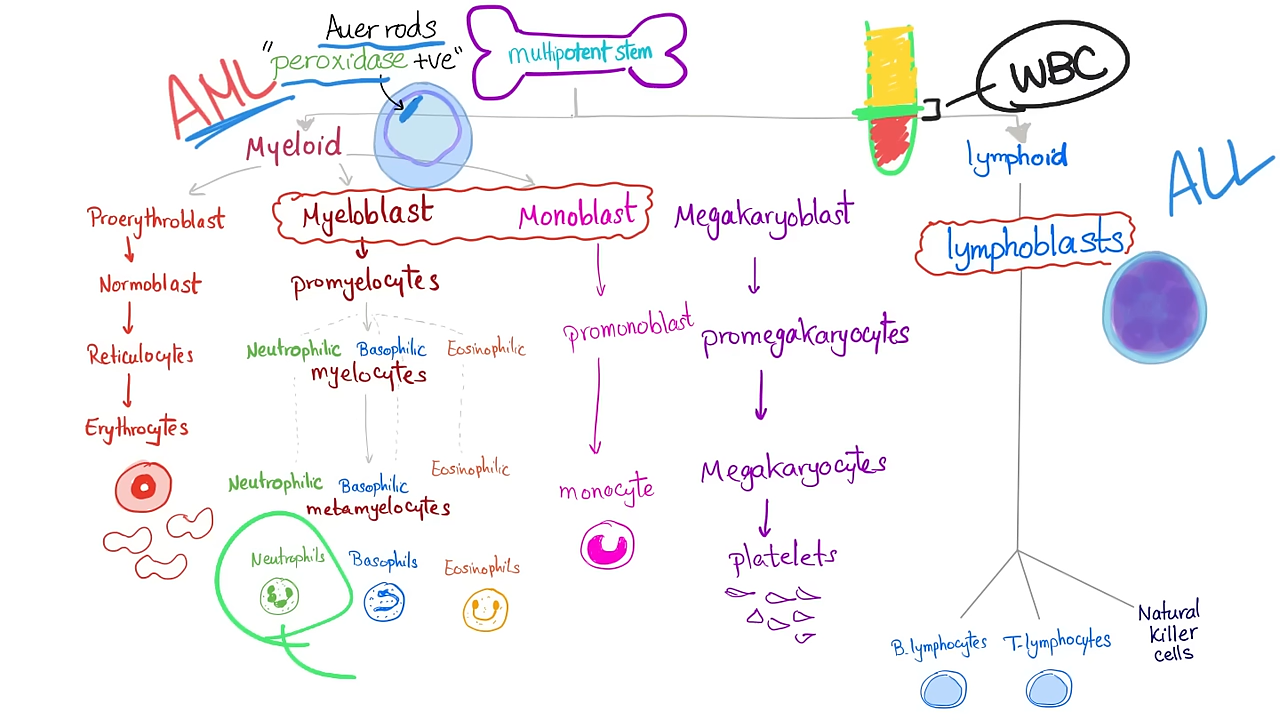 Auer rods
"peroxidase +ve"
AML
multipotent stem
WBC
Myeloid
lymphoid
ALL
Proerythroblast
Myeloblast
Monoblast
Megakaryoblast
lymphoblasts
Normoblast
promyelocytes
promonoblast
promegakaryocytes
Reticulocytes
Neutrophilic Basophilic Eosinophilic
myelocytes
Erythrocytes
Neutrophilic Basophilic Eosinophilic
metamyelocytes
monocyte
Megakaryocytes
Neutrophils
Basophils
Eosinophils
platelets
B.lymphocytes
T-lymphocytes
Natural
killer
cells